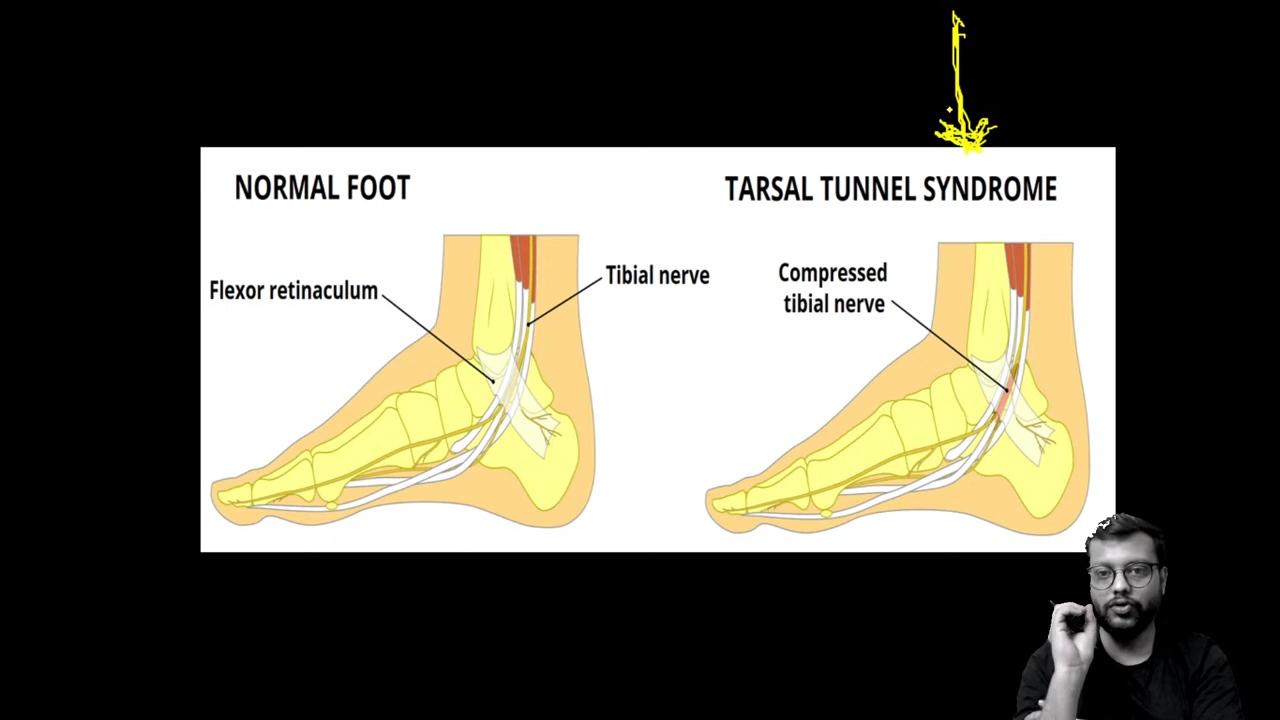 NORMAL FOOT
TARSAL TUNNEL SYNDROME
Flexor retinaculum
Tibial nerve
Compressed
tibial nerve